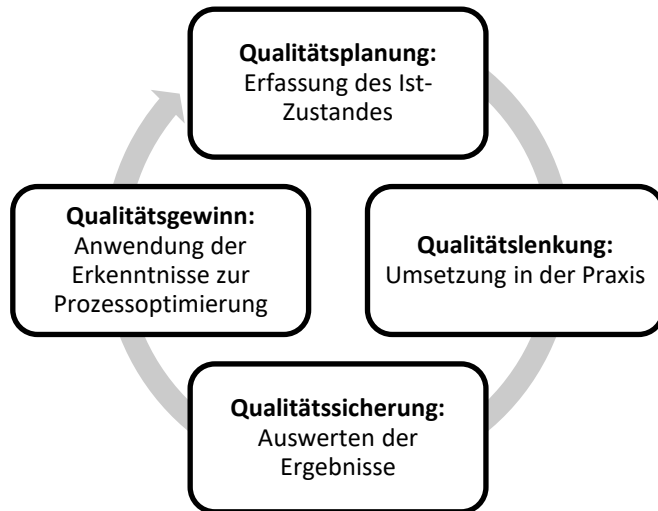 Qualitätsplanung:
Erfassung des Ist-
Zustandes
Qualitätslenkung:
Umsetzung in der Praxis
Qualitätssicherung:
Auswerten der
Ergebnisse
Qualitätsgewinn:
Anwendung der
Erkenntnisse zur
Prozessoptimierung